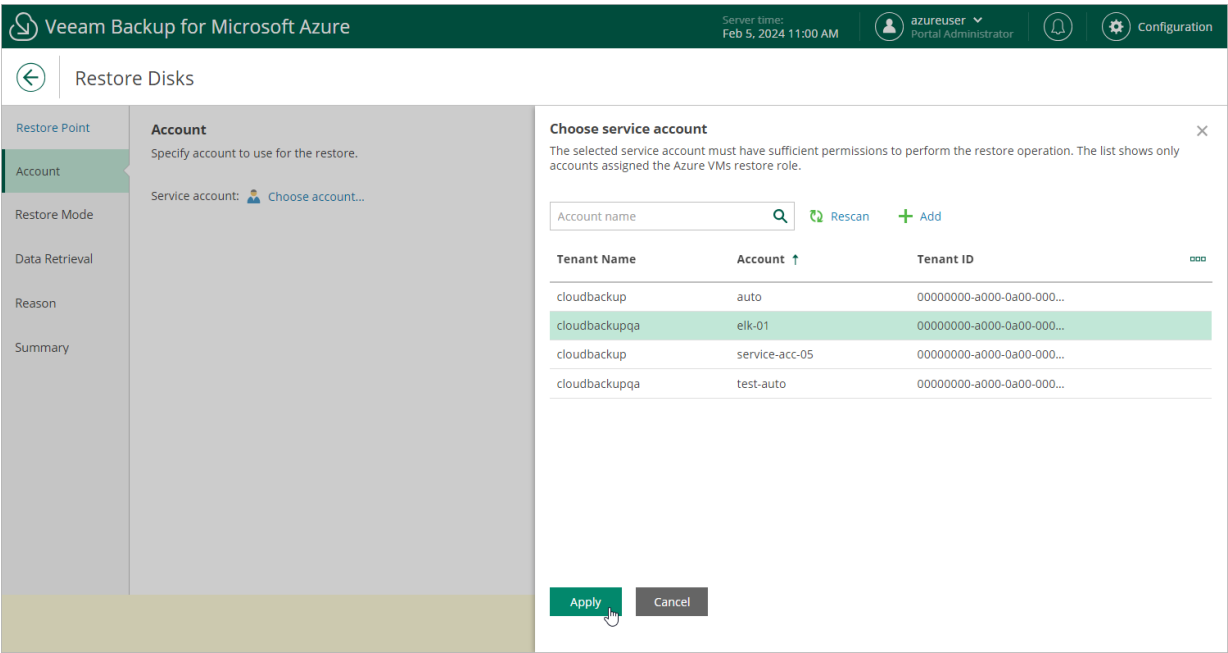 Veeam Backup for Microsoft Azure
Server time:
Feb 5, 2024 11:00 AM
azureuser
Portal Administrator
Configuration
Restore Disks
Restore Point
Account
Restore Mode
Data Retrieval
Reason
Summary
Account
Specify account to use for the restore.
Service account: Choose account...
Choose service account
The selected service account must have sufficient permissions to perform the restore operation. The list shows only
accounts assigned the Azure VMs restore role.
Account name Rescan Add
Tenant Name Account Tenant ID
cloudbackup auto 00000000-a000-0a00-000...
cloudbackupqa elk-01 00000000-a000-0a00-000...
cloudbackup service-acc-05 00000000-a000-0a00-000...
cloudbackupqa test-auto 00000000-a000-0a00-000...
Apply Cancel